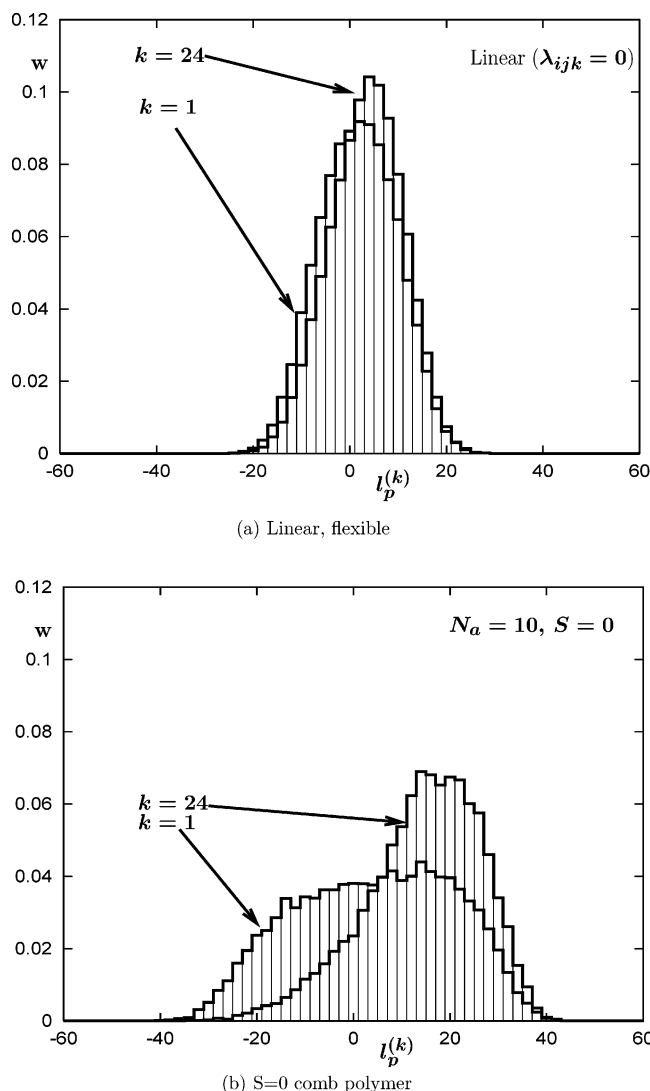 0.12
w
k = 24
Linear (λijk = 0)
0.1
k = 1
0.08
0.06
0.04
0.02
0
-60 -40 -20 0 20 40 60
l_p^(k)
(a) Linear, flexible
0.12
w
Na = 10, S = 0
0.1
0.08
0.06
k = 24
k = 1
0.04
0.02
0
-60 -40 -20 0 20 40 60
l_p^(k)
(b) S=0 comb polymer